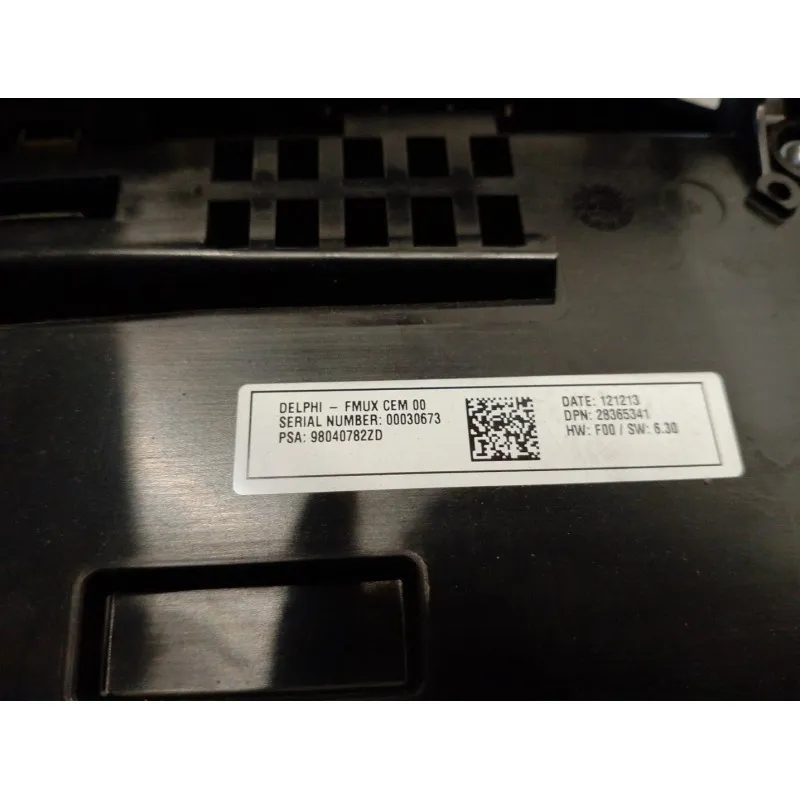 DELPHI - FMUX CEM 00
SERIAL NUMBER: 00030673
PSA: 98040782ZD
DATE: 121213
DPN: 28365341
HW: F00 / SW: 6.30